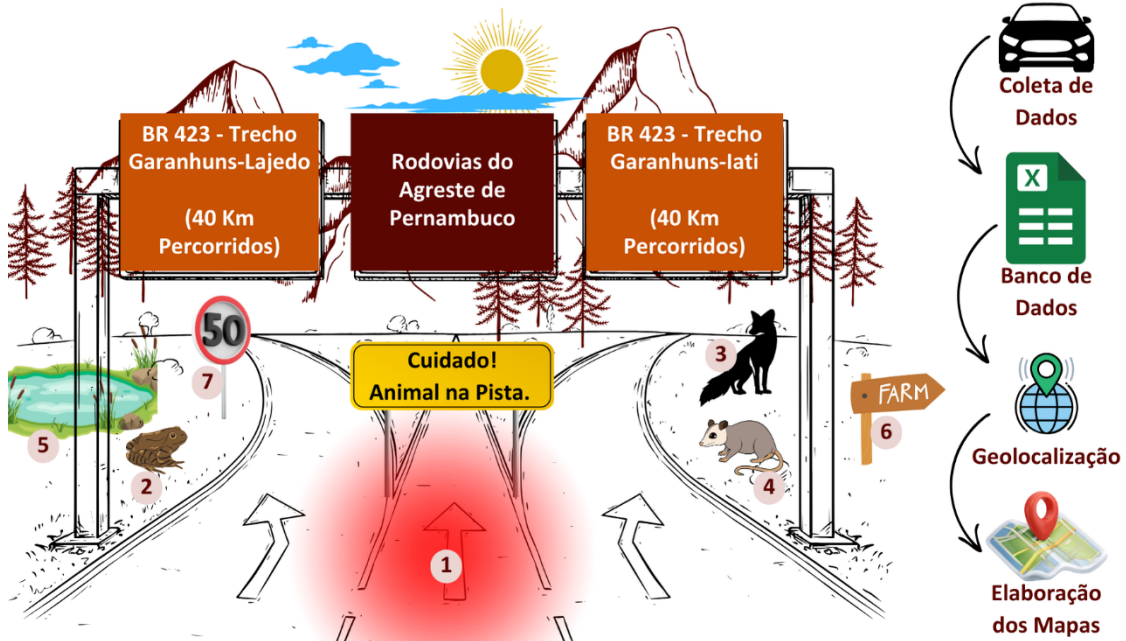 BR 423 - Trecho
Garanhuns-Lajedo
(40 Km
Percorridos)
Rodovias do
Agreste de
Pernambuco
BR 423 - Trecho
Garanhuns-Iati
(40 Km
Percorridos)
50
7
Cuidado!
Animal na Pista.
3
FARM
6
5
2
4
1
Coleta de
Dados
X
Banco de
Dados
Geolocalização
Elaboração
dos Mapas